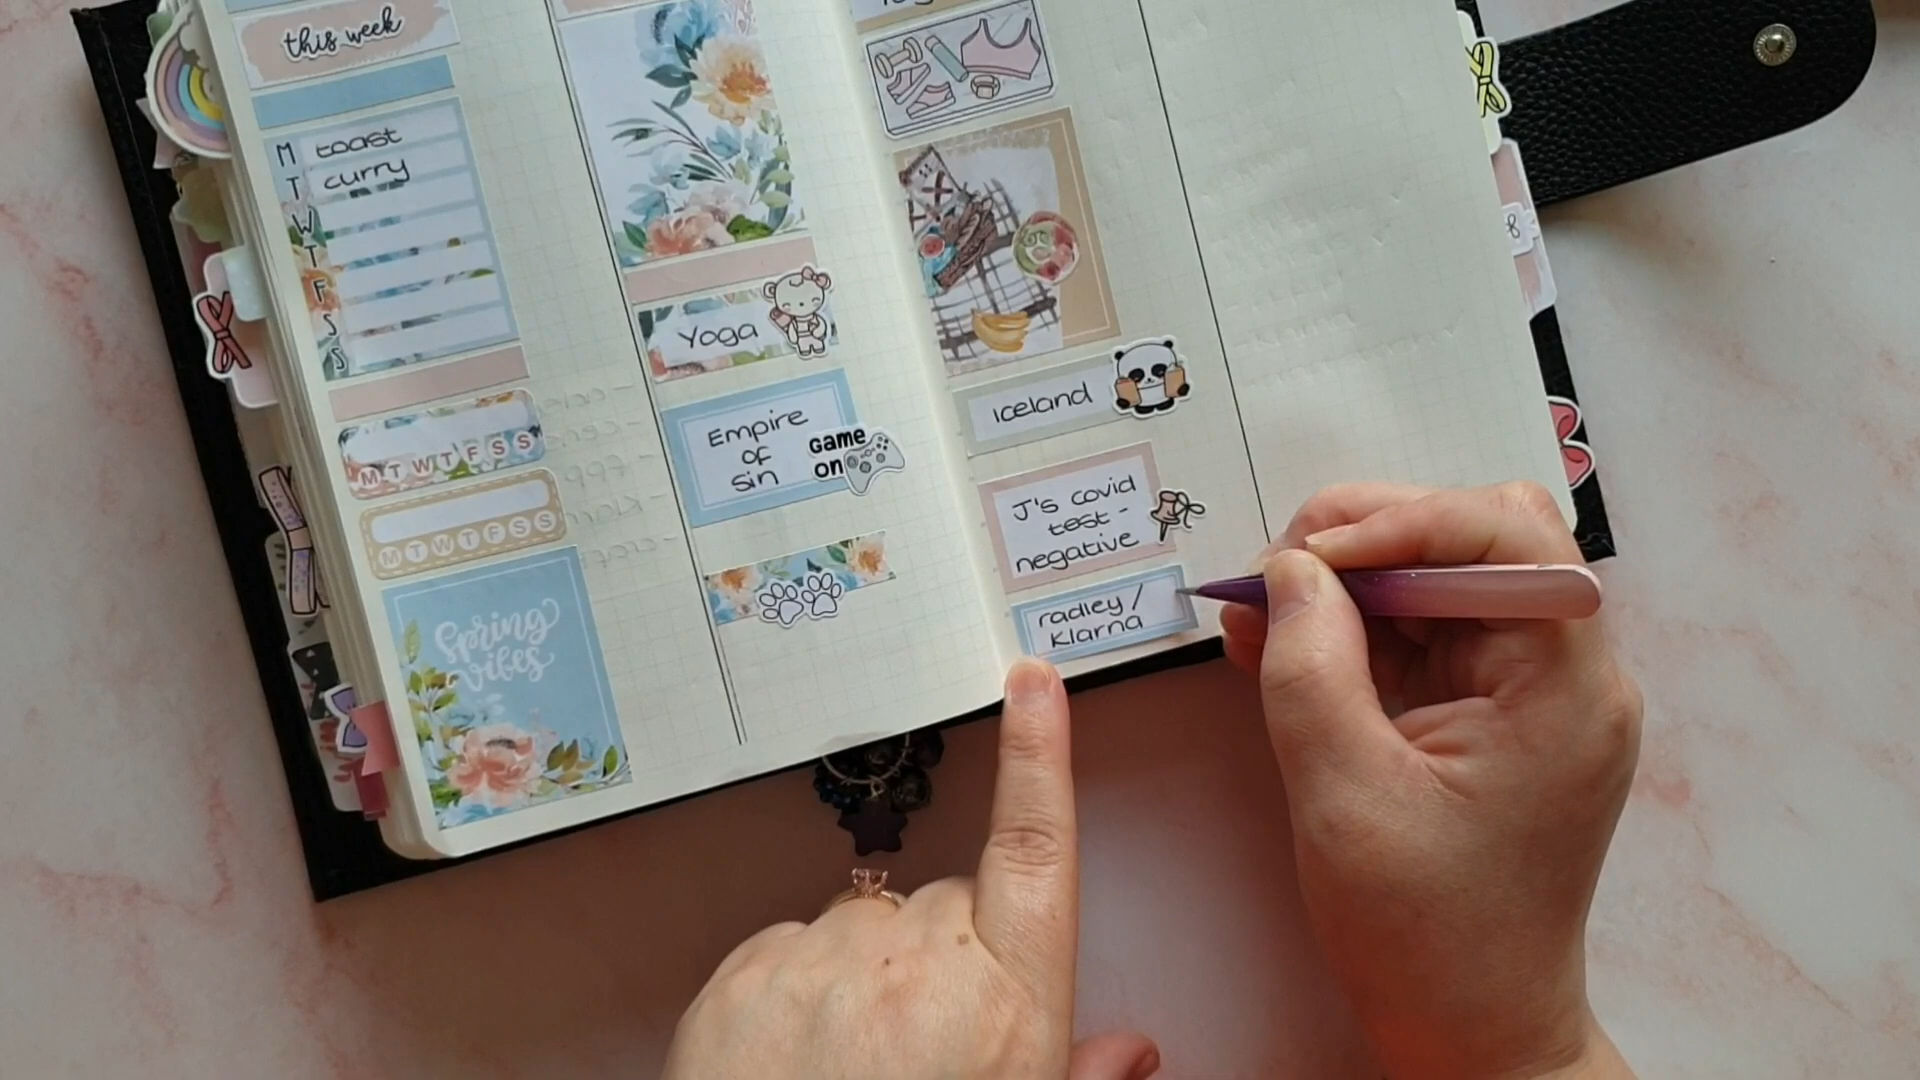 this week
M toast
T curry
W
T
F
S
S
M T W T F S S
M T W T F S S
Spring
vibes
Yoga
Empire
of
Sin
Game
on
Iceland
J's covid
test -
negative
radley /
Klarna